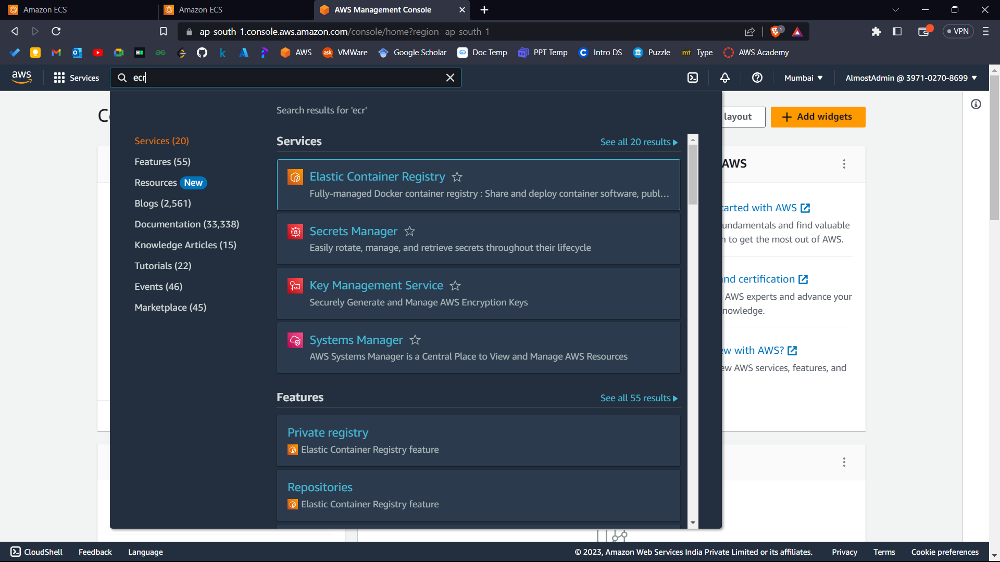 Amazon ECS
Amazon ECS
AWS Management Console
ap-south-1.console.aws.amazon.com/console/home?region=ap-south-1
1
VPN
AWS
VMWare
Google Scholar
Doc Temp
PPT Temp
Intro DS
Puzzle
mt Type
AWS Academy
aws
Services
ecr
Mumbai
AlmostAdmin @ 3971-0270-8699
Search results for 'ecr'
layout
Add widgets
Services (20)
Features (55)
Resources New
Blogs (2,561)
Documentation (33,338)
Knowledge Articles (15)
Tutorials (22)
Events (46)
Marketplace (45)
Services
See all 20 results
Elastic Container Registry
Fully-managed Docker container registry : Share and deploy container software, publ...
Secrets Manager
Easily rotate, manage, and retrieve secrets throughout their lifecycle
Key Management Service
Securely Generate and Manage AWS Encryption Keys
Systems Manager
AWS Systems Manager is a Central Place to View and Manage AWS Resources
Features
See all 55 results
Private registry
Elastic Container Registry feature
Repositories
Elastic Container Registry feature
AWS
tarted with AWS
undamentals and find valuable
n to get the most out of AWS.
and certification
AWS experts and advance your
nowledge.
ew with AWS?
ew AWS services, features, and
CloudShell
Feedback
Language
© 2023, Amazon Web Services India Private Limited or its affiliates.
Privacy
Terms
Cookie preferences